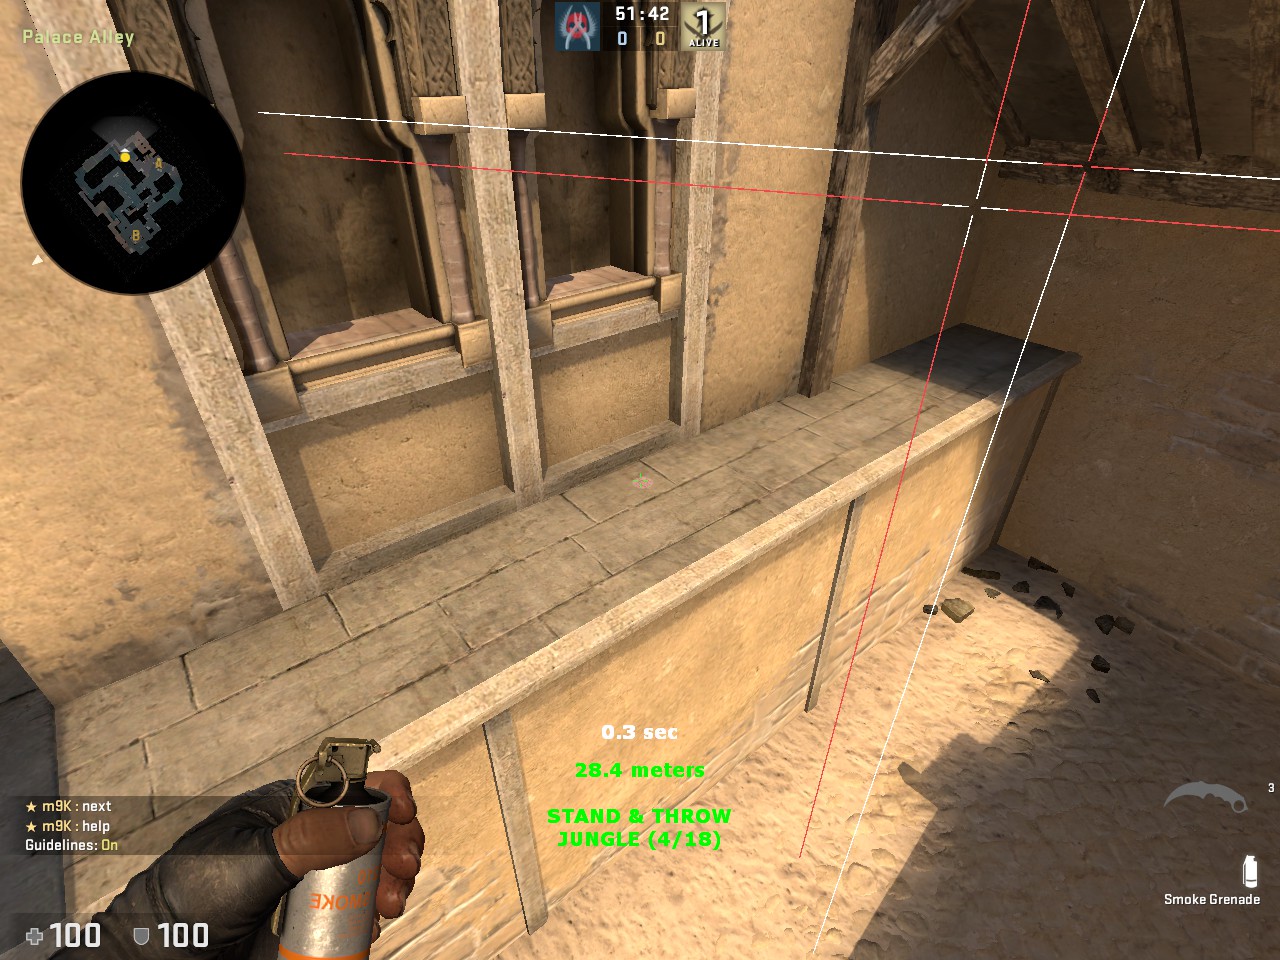 Palace Alley
51:42
0 0
1
ALIVE
A
B
0.3 sec
28.4 meters
STAND & THROW
JUNGLE (4/18)
★ m9K : next
★ m9K : help
Guidelines: On
3
Smoke Grenade
SMOKE
100 100